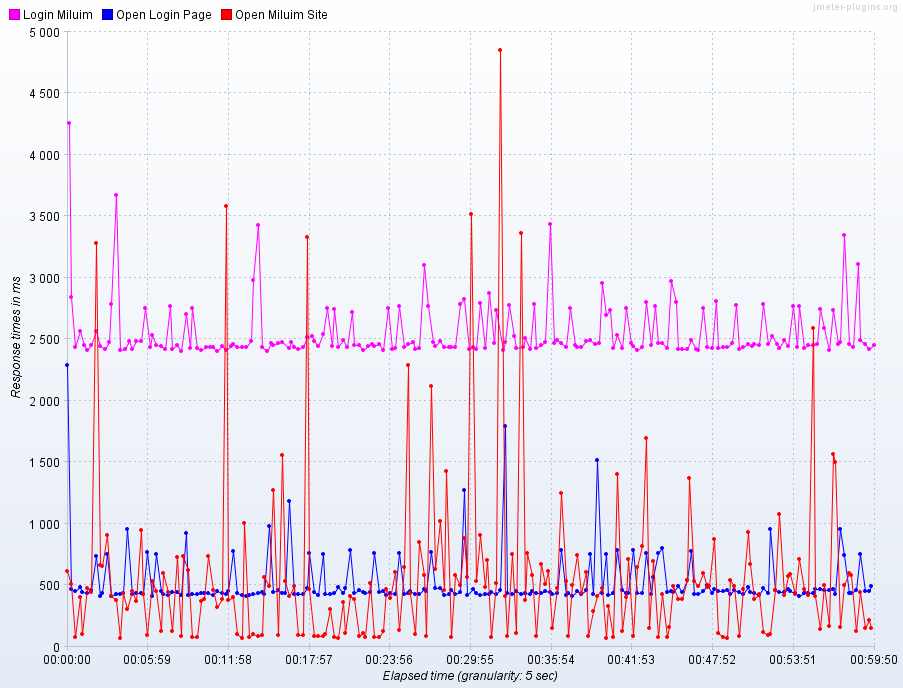 jmeter-plugins.org
Login Miluim Open Login Page Open Miluim Site
5 000
4 500
4 000
3 500
3 000
2 500
2 000
1 500
1 000
500
0
Response times in ms
00:00:00 00:05:59 00:11:58 00:17:57 00:23:56 00:29:55 00:35:54 00:41:53 00:47:52 00:53:51 00:59:50
Elapsed time (granularity: 5 sec)